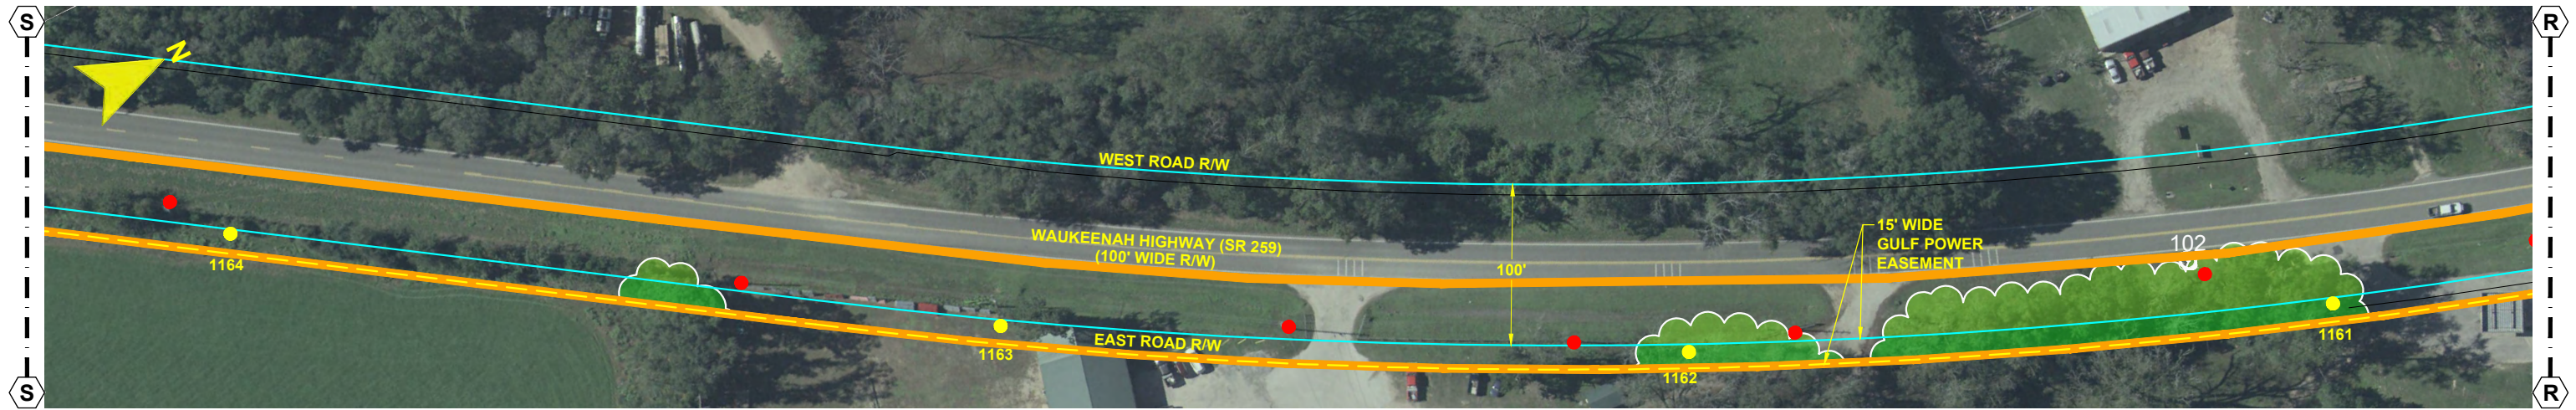 S
R
N
WEST ROAD R/W
WAUKEENAH HIGHWAY (SR 259)
(100' WIDE R/W)
100'
15' WIDE
GULF POWER
EASEMENT
102
1164
1163
EAST ROAD R/W
1162
1161
S
R